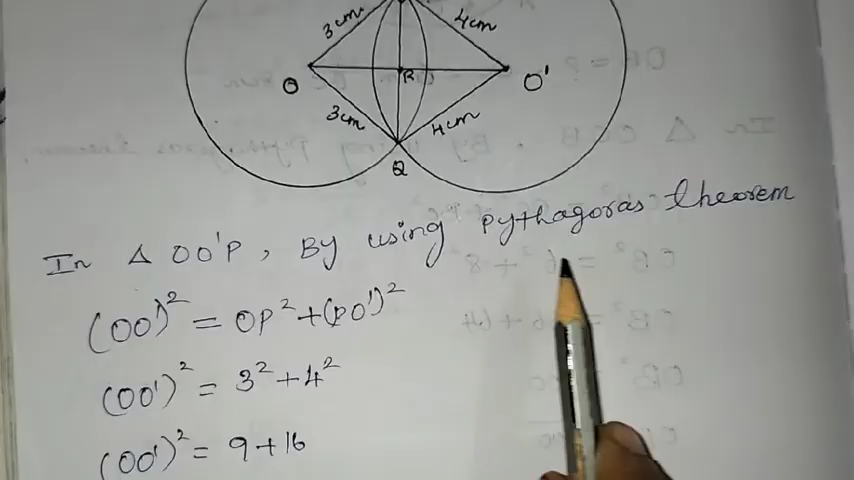 3cm 4cm
O R O'
3cm 4cm
Q
In Δ OO'P, By using pythagoras theorem
(OO')² = OP² + (PO')²
(OO')² = 3² + 4²
(OO')² = 9 + 16